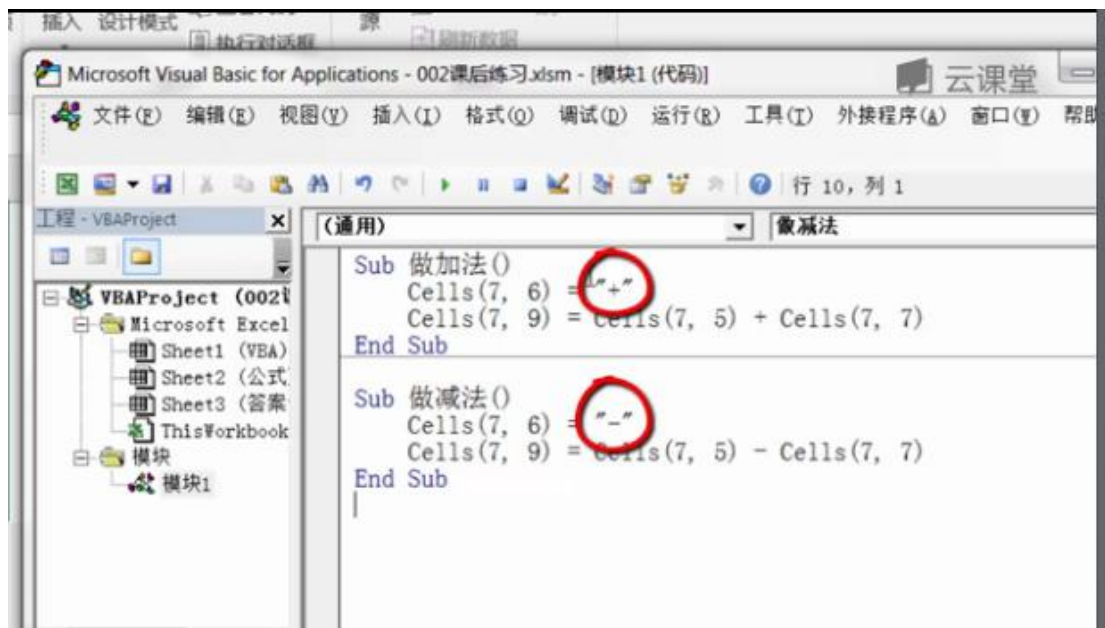 插入 设计模式 源
执行对话框 刷新数据
Microsoft Visual Basic for Applications - 002课后练习.xlsm - [模块1 (代码)]
云课堂
文件(F) 编辑(E) 视图(V) 插入(I) 格式(O) 调试(D) 运行(R) 工具(T) 外接程序(A) 窗口(W) 帮助
行 10, 列 1
工程 - VBAProject
(通用) 做减法
VBAProject (002
Microsoft Excel
Sheet1 (VBA)
Sheet2 (公式
Sheet3 (答案
ThisWorkbook
模块
模块1
Sub 做加法()
Cells(7, 6) = "+"
Cells(7, 9) = Cells(7, 5) + Cells(7, 7)
End Sub
Sub 做减法()
Cells(7, 6) = "-"
Cells(7, 9) = Cells(7, 5) - Cells(7, 7)
End Sub